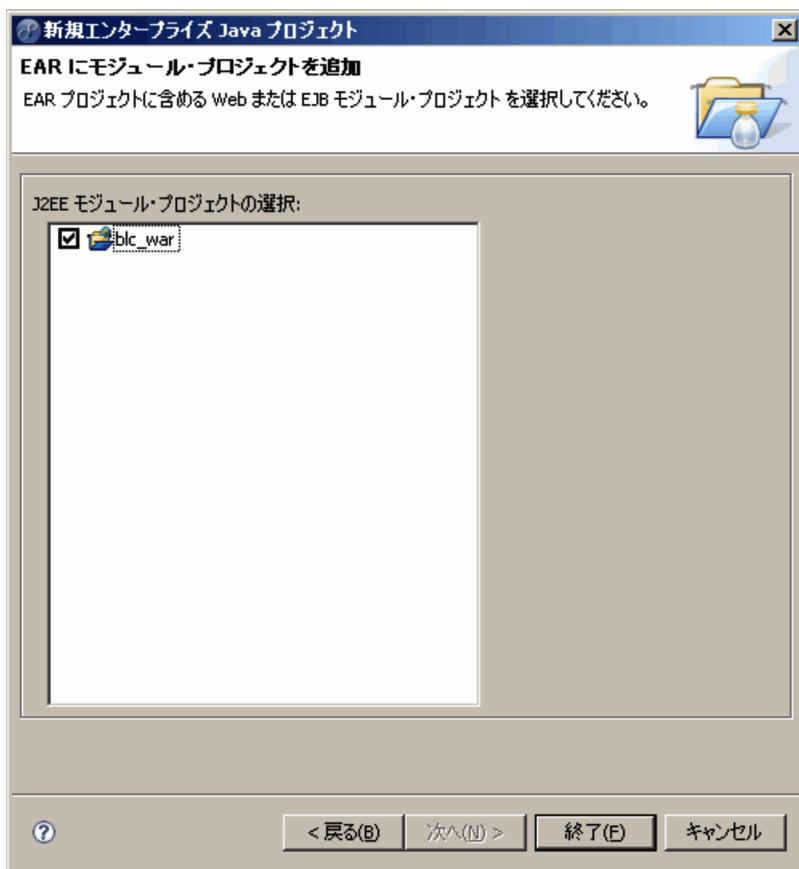 新規エンタープライズ Java プロジェクト
EAR にモジュール・プロジェクトを追加
EAR プロジェクトに含める Web または EJB モジュール・プロジェクト を選択してください。
J2EE モジュール・プロジェクトの選択:
blc_war
< 戻る(B)
次へ(N) >
終了(F)
キャンセル